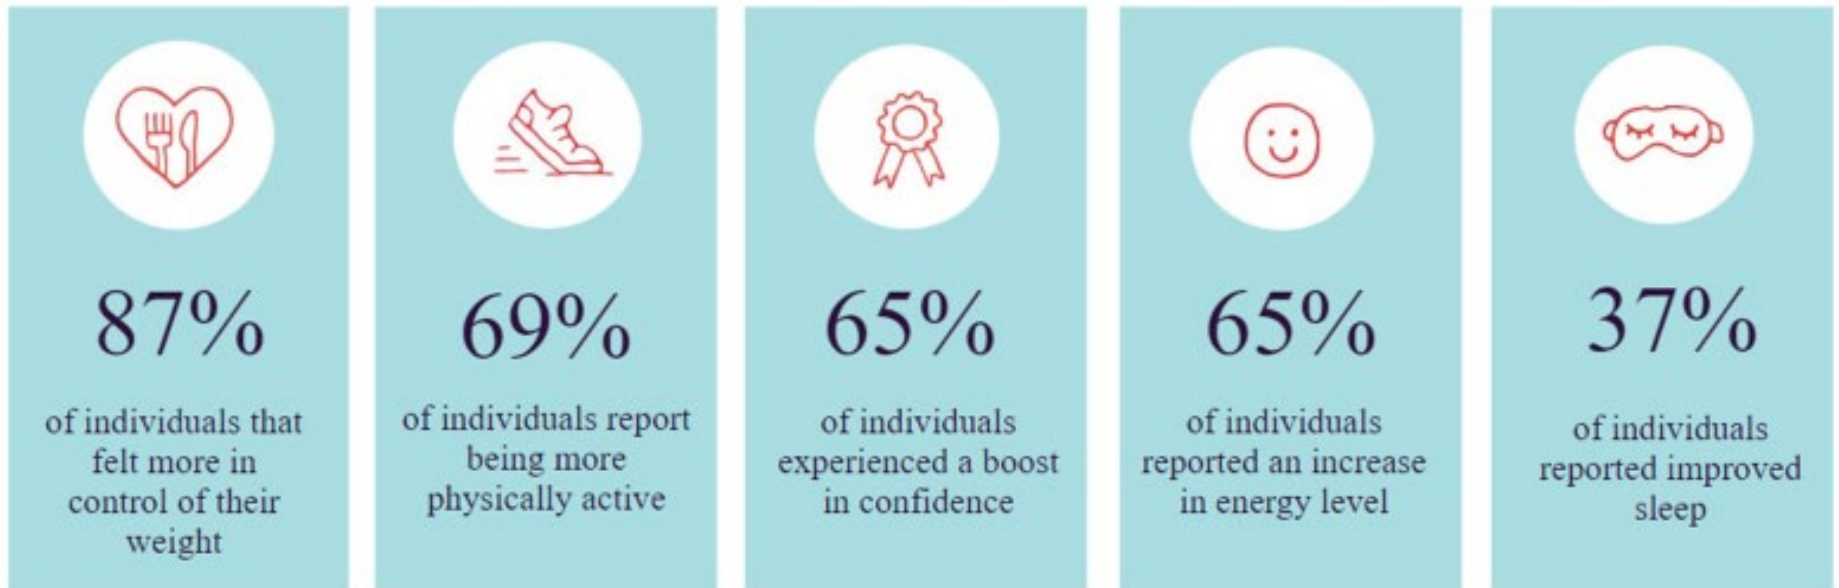 87%
of individuals that
felt more in
control of their
weight
69%
of individuals report
being more
physically active
65%
of individuals
experienced a boost
in confidence
65%
of individuals
reported an increase
in energy level
37%
of individuals
reported improved
sleep